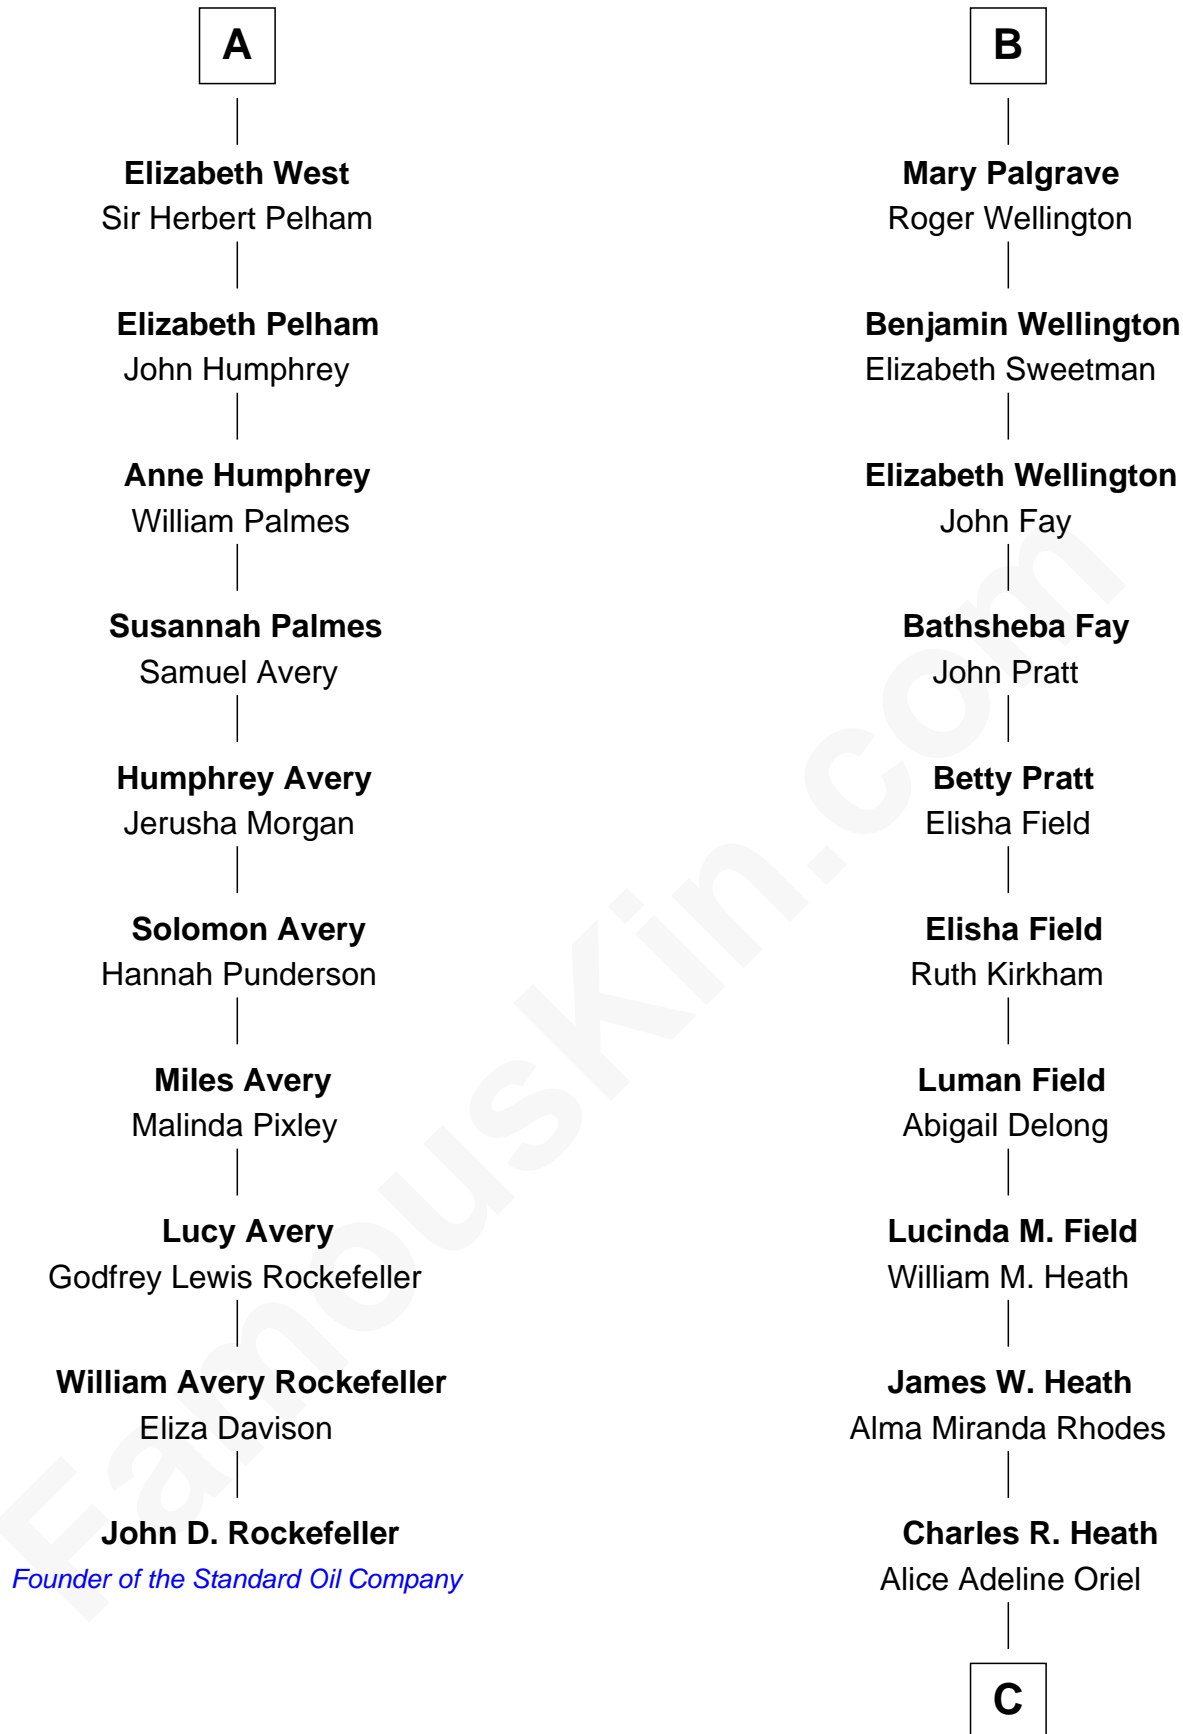 A
Elizabeth West
Sir Herbert Pelham
Elizabeth Pelham
John Humphrey
Anne Humphrey
William Palmes
Susannah Palmes
Samuel Avery
Humphrey Avery
Jerusha Morgan
Solomon Avery
Hannah Punderson
Miles Avery
Malinda Pixley
Lucy Avery
Godfrey Lewis Rockefeller
William Avery Rockefeller
Eliza Davison
John D. Rockefeller
Founder of the Standard Oil Company
B
Mary Palgrave
Roger Wellington
Benjamin Wellington
Elizabeth Sweetman
Elizabeth Wellington
John Fay
Bathsheba Fay
John Pratt
Betty Pratt
Elisha Field
Elisha Field
Ruth Kirkham
Luman Field
Abigail Delong
Lucinda M. Field
William M. Heath
James W. Heath
Alma Miranda Rhodes
Charles R. Heath
Alice Adeline Oriel
C
FamousKin.com